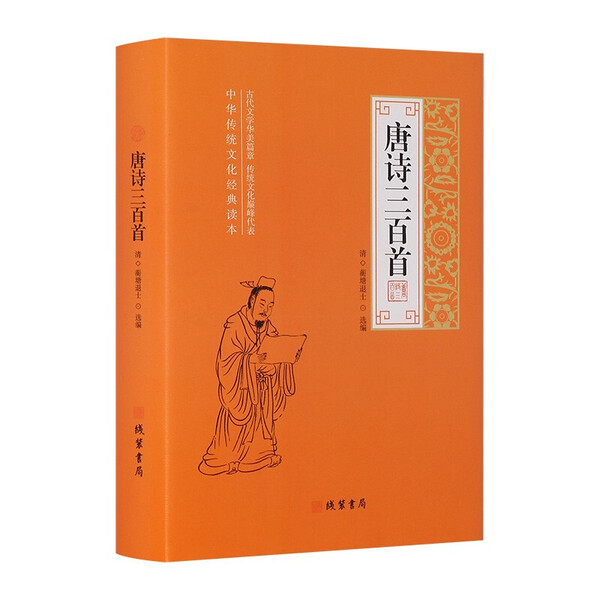 唐诗三百首
清◇蘅塘退士⊙选编
古代文学华美篇章 传统文化巅峰代表
中华传统文化经典读本
线装书局
唐诗三百首
清◇蘅塘退士⊙选编
线装书局